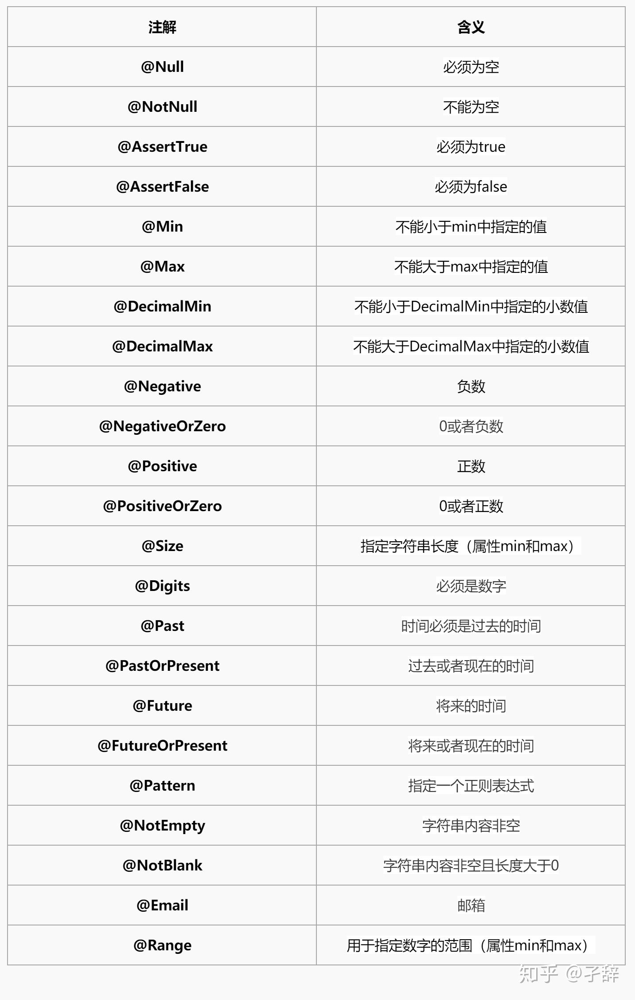 注解 含义
@Null 必须为空
@NotNull 不能为空
@AssertTrue 必须为true
@AssertFalse 必须为false
@Min 不能小于min中指定的值
@Max 不能大于max中指定的值
@DecimalMin 不能小于DecimalMin中指定的小数值
@DecimalMax 不能大于DecimalMax中指定的小数值
@Negative 负数
@NegativeOrZero 0或者负数
@Positive 正数
@PositiveOrZero 0或者正数
@Size 指定字符串长度（属性min和max）
@Digits 必须是数字
@Past 时间必须是过去的时间
@PastOrPresent 过去或者现在的时间
@Future 将来的时间
@FutureOrPresent 将来或者现在的时间
@Pattern 指定一个正则表达式
@NotEmpty 字符串内容非空
@NotBlank 字符串内容非空且长度大于0
@Email 邮箱
@Range 用于指定数字的范围（属性min和max）
知乎 @孑辞